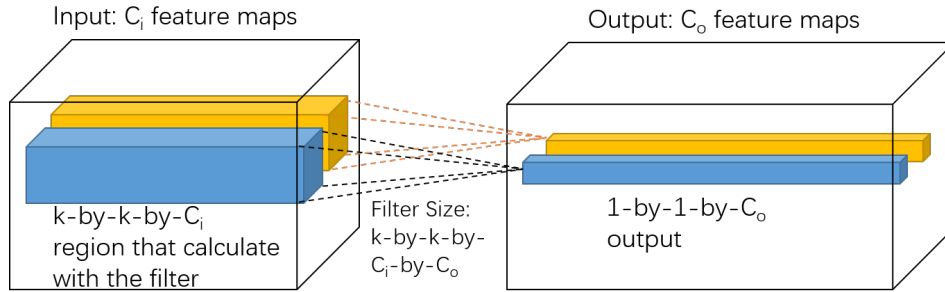 Input: Cᵢ feature maps
Output: Cₒ feature maps
k-by-k-by-Cᵢ
region that calculate
with the filter
Filter Size:
k-by-k-by-
Cᵢ-by-Cₒ
1-by-1-by-Cₒ
output